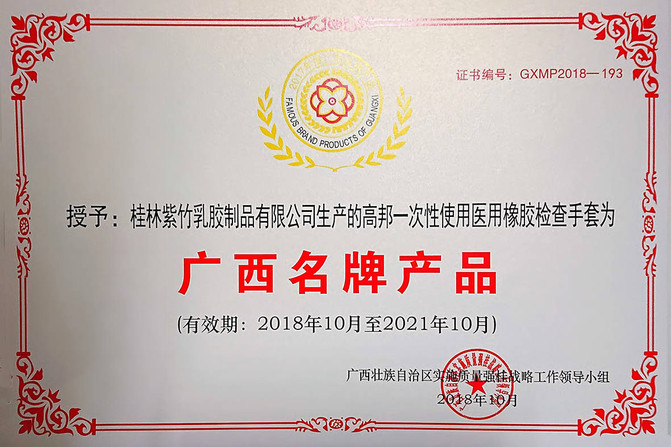 证书编号：GXMP2018—193
FAMOUS BRAND PRODUCTS OF GUANGXI
授予：桂林紫竹乳胶制品有限公司生产的高邦一次性使用医用橡胶检查手套为
广西名牌产品
(有效期：2018年10月至2021年10月)
广西壮族自治区实施质量强桂战略工作领导小组
2018年10月